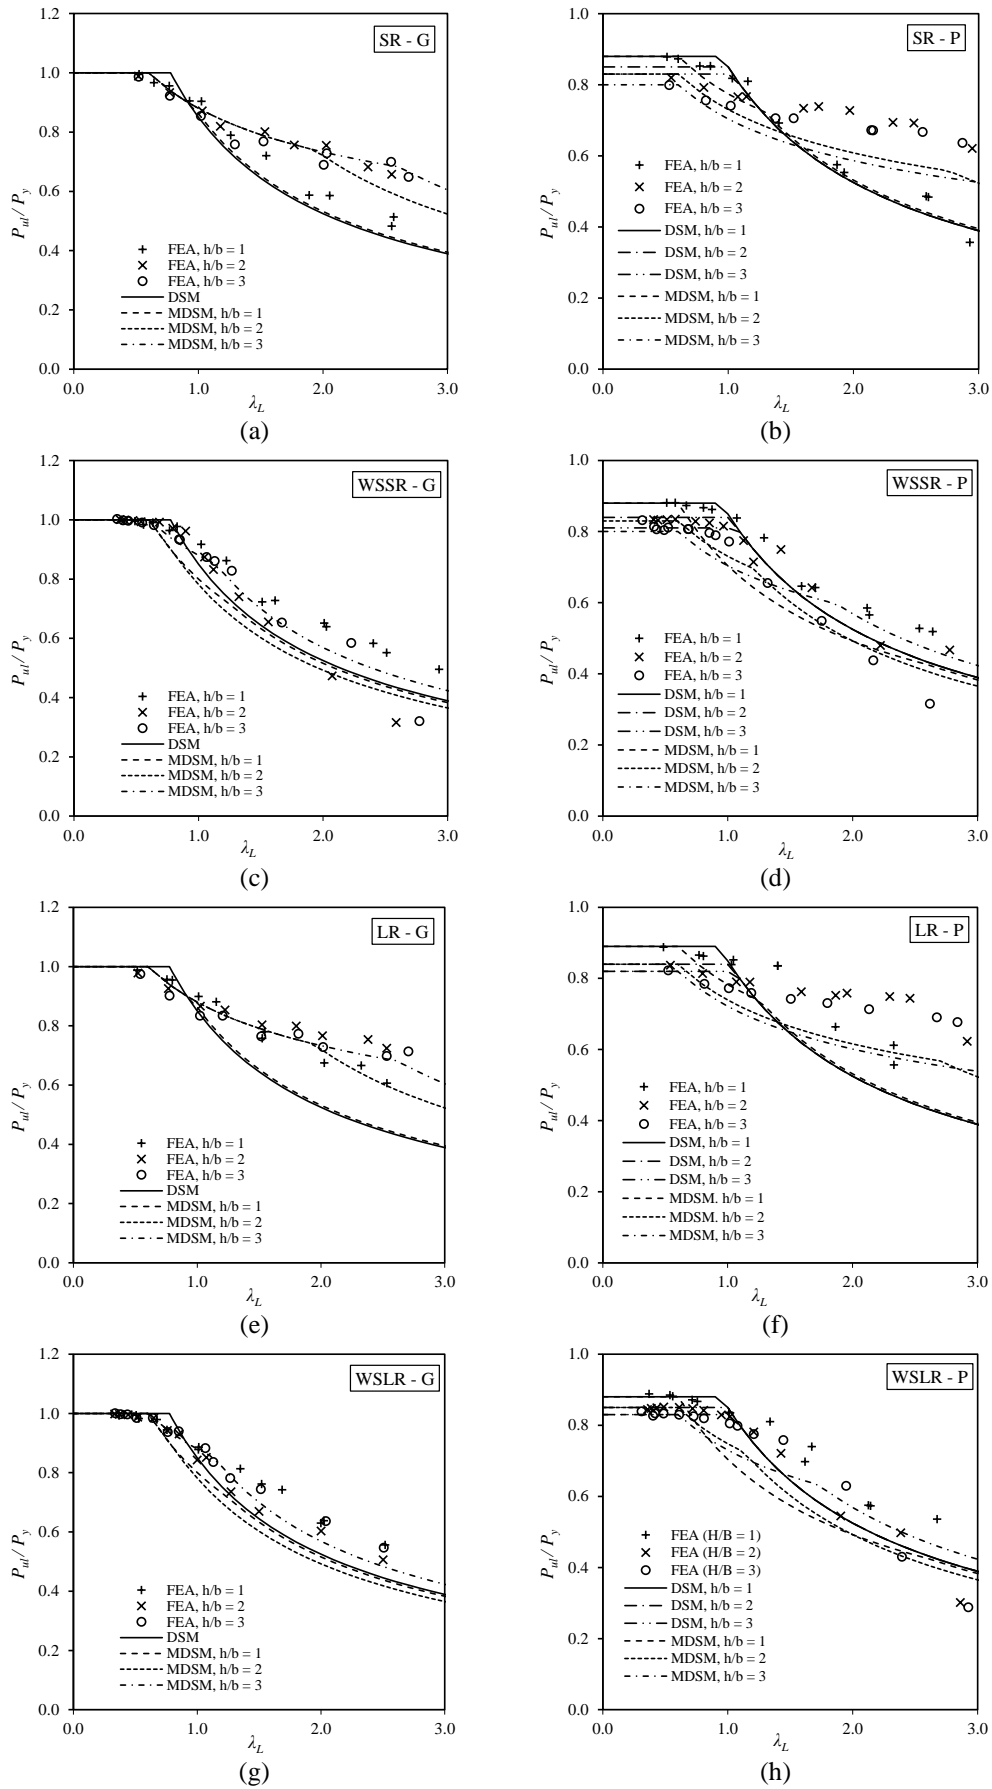 1.2
1.0
0.8
0.6
0.4
0.2
0.0
P_ul / P_y
SR - G
FEA, h/b = 1
FEA, h/b = 2
FEA, h/b = 3
DSM
MDSM, h/b = 1
MDSM, h/b = 2
MDSM, h/b = 3
0.0 1.0 2.0 3.0
λ_L
(a)
1.0
0.8
0.6
0.4
0.2
0.0
P_ul / P_y
SR - P
FEA, h/b = 1
FEA, h/b = 2
FEA, h/b = 3
DSM, h/b = 1
DSM, h/b = 2
DSM, h/b = 3
MDSM, h/b = 1
MDSM, h/b = 2
MDSM, h/b = 3
0.0 1.0 2.0 3.0
λ_L
(b)
1.2
1.0
0.8
0.6
0.4
0.2
0.0
P_ul / P_y
WSSR - G
FEA, h/b = 1
FEA, h/b = 2
FEA, h/b = 3
DSM
MDSM, h/b = 1
MDSM, h/b = 2
MDSM, h/b = 3
0.0 1.0 2.0 3.0
λ_L
(c)
1.0
0.8
0.6
0.4
0.2
0.0
P_ul / P_y
WSSR - P
FEA, h/b = 1
FEA, h/b = 2
FEA, h/b = 3
DSM, h/b = 1
DSM, h/b = 2
DSM, h/b = 3
MDSM, h/b = 1
MDSM, h/b = 2
MDSM, h/b = 3
0.0 1.0 2.0 3.0
λ_L
(d)
1.2
1.0
0.8
0.6
0.4
0.2
0.0
P_ul / P_y
LR - G
FEA, h/b = 1
FEA, h/b = 2
FEA, h/b = 3
DSM
MDSM, h/b = 1
MDSM, h/b = 2
MDSM, h/b = 3
0.0 1.0 2.0 3.0
λ_L
(e)
1.0
0.8
0.6
0.4
0.2
0.0
P_ul / P_y
LR - P
FEA, h/b = 1
FEA, h/b = 2
FEA, h/b = 3
DSM, h/b = 1
DSM, h/b = 2
DSM, h/b = 3
MDSM. h/b = 1
MDSM. h/b = 2
MDSM, h/b = 3
0.0 1.0 2.0 3.0
λ_L
(f)
1.2
1.0
0.8
0.6
0.4
0.2
0.0
P_ul / P_y
WSLR - G
FEA, h/b = 1
FEA, h/b = 2
FEA, h/b = 3
DSM
MDSM, h/b = 1
MDSM, h/b = 2
MDSM, h/b = 3
0.0 1.0 2.0 3.0
λ_L
(g)
1.0
0.8
0.6
0.4
0.2
0.0
P_ul / P_y
WSLR - P
FEA (H/B = 1)
FEA (H/B = 2)
FEA (H/B = 3)
DSM, h/b = 1
DSM, h/b = 2
DSM, h/b = 3
MDSM, h/b = 1
MDSM, h/b = 2
MDSM, h/b = 3
0.0 1.0 2.0 3.0
λ_L
(h)